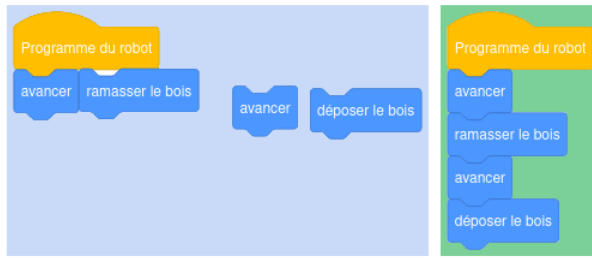 Programme du robot
avancer ramasser le bois
avancer déposer le bois
Programme du robot
avancer
ramasser le bois
avancer
déposer le bois